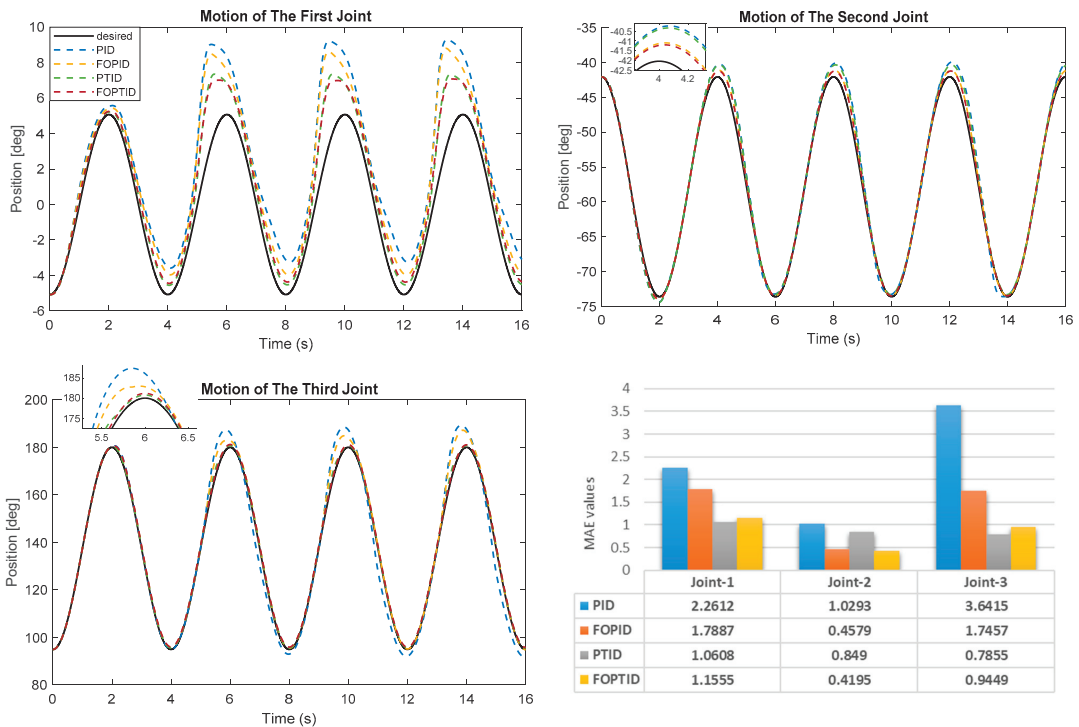 Motion of The First Joint
10
8
6
4
2
0
-2
-4
-6
Position [deg]
desired
PID
FOPID
PTID
FOPTID
0 2 4 6 8 10 12 14 16
Time (s)
Motion of The Second Joint
-35
-40
-45
-50
-55
-60
-65
-70
-75
Position [deg]
-40.5
-41
-41.5
-42
-42.5
4 4.2
0 2 4 6 8 10 12 14 16
Time (s)
Motion of The Third Joint
185
180
175
5.5 6 6.5
200
180
160
140
120
100
80
Position [deg]
0 2 4 6 8 10 12 14 16
Time (s)
4
3.5
3
2.5
2
1.5
1
0.5
0
MAE values
Joint-1 Joint-2 Joint-3
PID 2.2612 1.0293 3.6415
FOPID 1.7887 0.4579 1.7457
PTID 1.0608 0.849 0.7855
FOPTID 1.1555 0.4195 0.9449